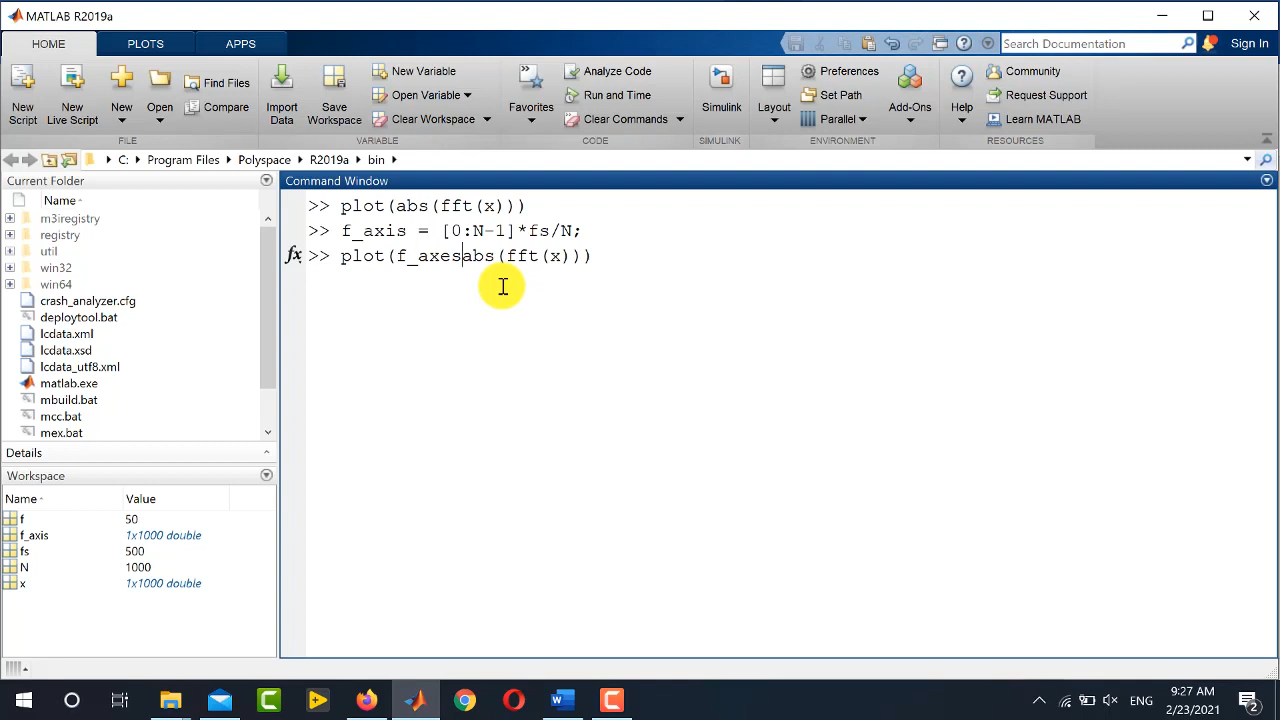 MATLAB R2019a
HOME PLOTS APPS Search Documentation Sign In
New Script New Live Script New Open Find Files Compare Import Data Save Workspace New Variable Open Variable Clear Workspace Favorites Analyze Code Run and Time Clear Commands Simulink Layout Preferences Set Path Parallel Add-Ons Help Community Request Support Learn MATLAB
FILE VARIABLE CODE SIMULINK ENVIRONMENT RESOURCES
C: Program Files Polyspace R2019a bin
Current Folder
Name
m3iregistry
registry
util
win32
win64
crash_analyzer.cfg
deploytool.bat
lcdata.xml
lcdata.xsd
lcdata_utf8.xml
matlab.exe
mbuild.bat
mcc.bat
mex.bat
Details
Workspace
Name Value
f 50
f_axis 1x1000 double
fs 500
N 1000
x 1x1000 double
Command Window
>> plot(abs(fft(x)))
>> f_axis = [0:N-1]*fs/N;
fx >> plot(f_axesabs(fft(x)))
ENG 9:27 AM
2/23/2021
2